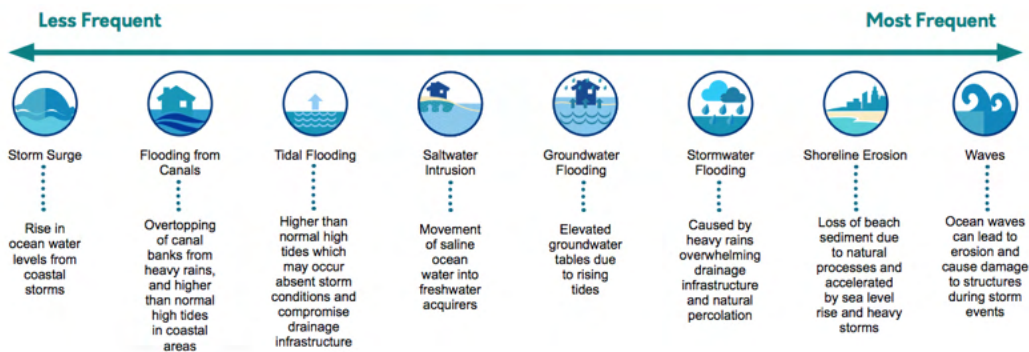 Less Frequent
Most Frequent
Storm Surge
Rise in
ocean water
levels from
coastal
storms
Flooding from
Canals
Overtopping
of canal
banks from
heavy rains,
and higher
than normal
high tides
in coastal
areas
Tidal Flooding
Higher than
normal high
tides which
may occur
absent storm
conditions and
compromise
drainage
infrastructure
Saltwater
Intrusion
Movement
of saline
ocean
water into
freshwater
acquirers
Groundwater
Flooding
Elevated
groundwater
tables due
to rising
tides
Stormwater
Flooding
Caused by
heavy rains
overwhelming
drainage
infrastructure
and natural
percolation
Shoreline Erosion
Loss of beach
sediment due
to natural
processes and
accelerated
by sea level
rise and heavy
storms
Waves
Ocean waves
can lead to
erosion and
cause damage
to structures
during storm
events